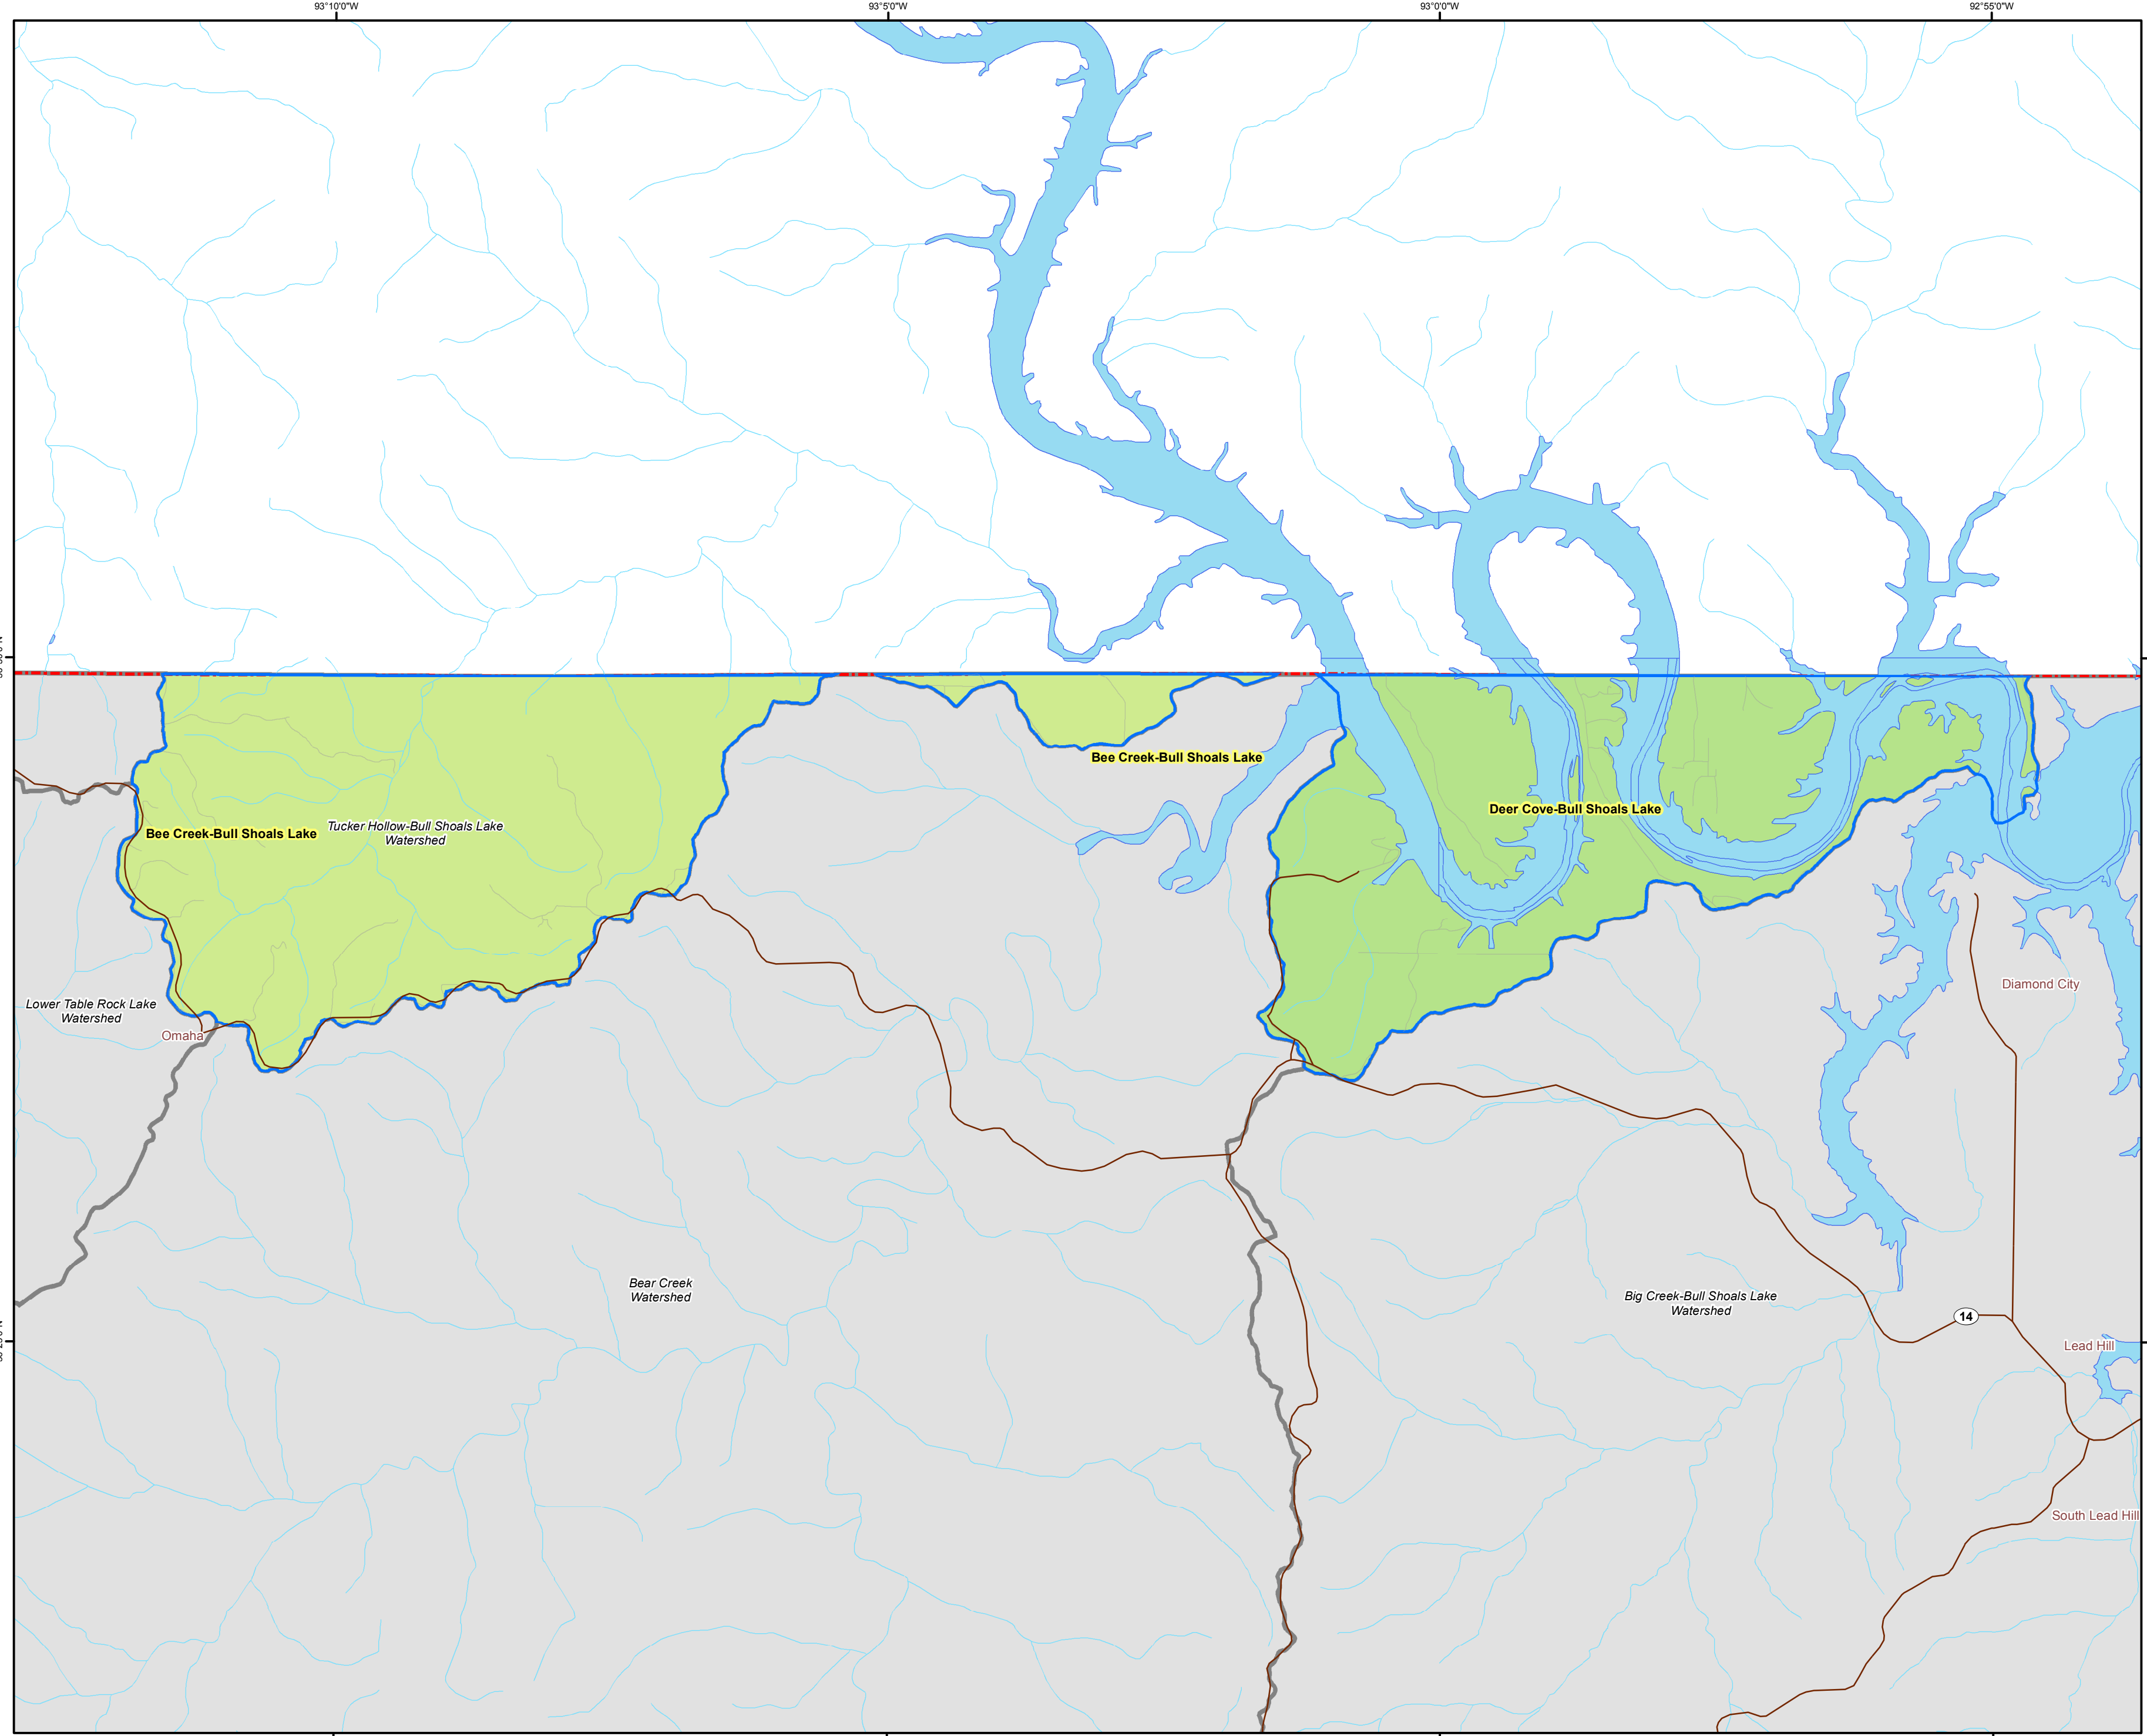 93°10'0"W
93°5'0"W
93°0'0"W
92°55'0"W
Bee Creek-Bull Shoals Lake
Deer Cove-Bull Shoals Lake
Bee Creek-Bull Shoals Lake
Tucker Hollow-Bull Shoals Lake
Watershed
Lower Table Rock Lake
Watershed
Diamond City
Omaha
Bear Creek
Watershed
Big Creek-Bull Shoals Lake
Watershed
14
Lead Hill
South Lead Hill